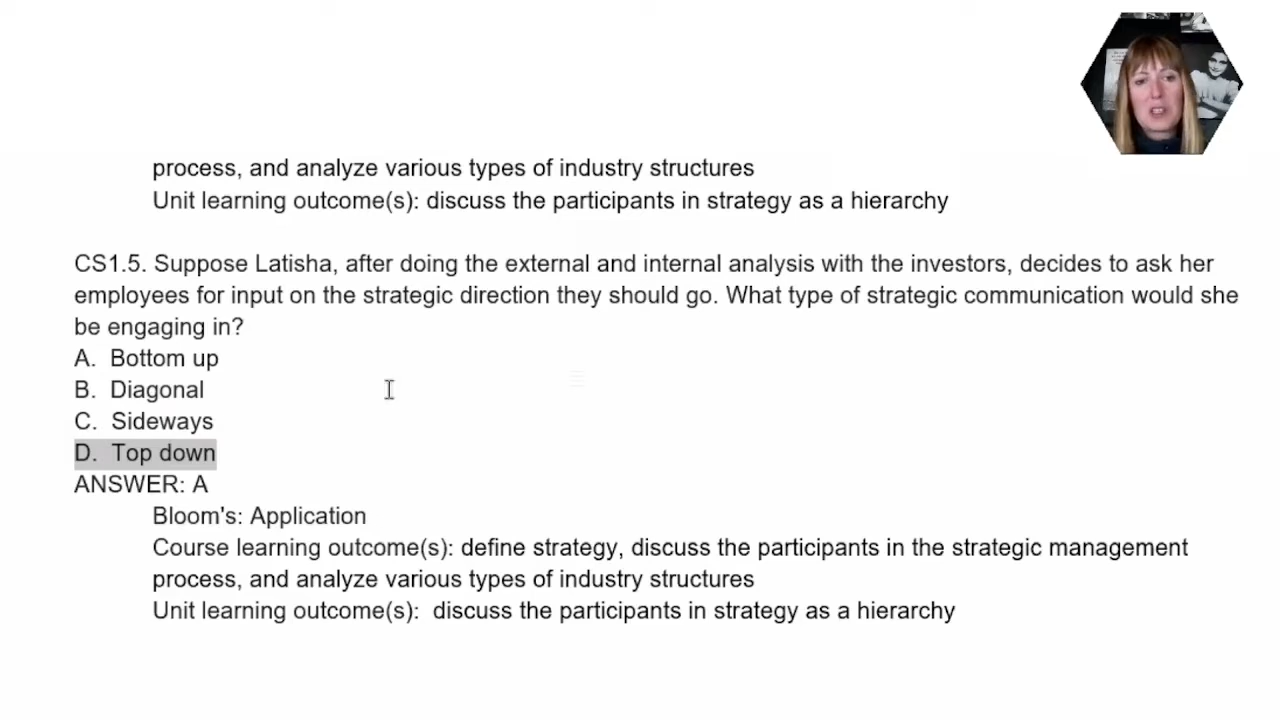 process, and analyze various types of industry structures
Unit learning outcome(s): discuss the participants in strategy as a hierarchy
CS1.5. Suppose Latisha, after doing the external and internal analysis with the investors, decides to ask her
employees for input on the strategic direction they should go. What type of strategic communication would she
be engaging in?
A. Bottom up
B. Diagonal
C. Sideways
D. Top down
ANSWER: A
Bloom's: Application
Course learning outcome(s): define strategy, discuss the participants in the strategic management
process, and analyze various types of industry structures
Unit learning outcome(s): discuss the participants in strategy as a hierarchy